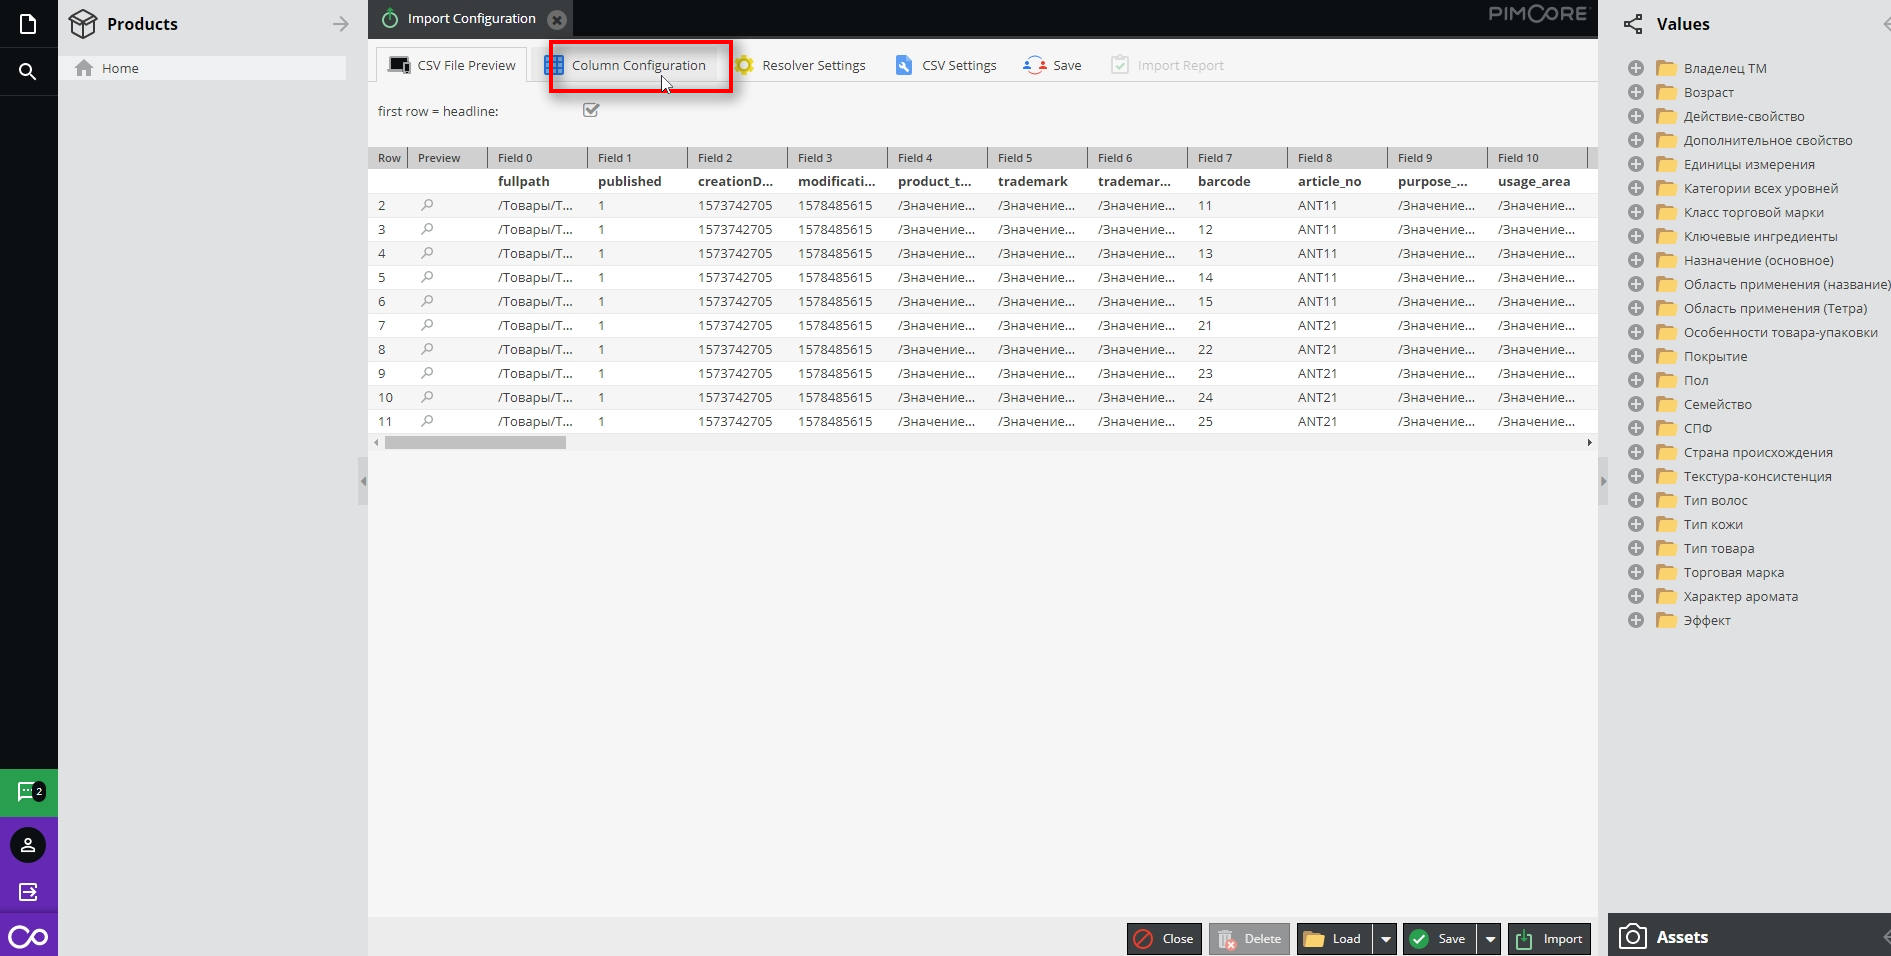 Products
Home
Import Configuration
PIMCORE
CSV File Preview Column Configuration Resolver Settings CSV Settings Save Import Report
first row = headline:
Row Preview Field 0 Field 1 Field 2 Field 3 Field 4 Field 5 Field 6 Field 7 Field 8 Field 9 Field 10
fullpath published creationD... modificati... product_t... trademark trademar... barcode article_no purpose_... usage_area
2 /Товары/Т... 1 1573742705 1578485615 /Значение... /Значение... /Значение... 11 ANT11 /Значение... /Значение...
3 /Товары/Т... 1 1573742705 1578485615 /Значение... /Значение... /Значение... 12 ANT11 /Значение... /Значение...
4 /Товары/Т... 1 1573742705 1578485615 /Значение... /Значение... /Значение... 13 ANT11 /Значение... /Значение...
5 /Товары/Т... 1 1573742705 1578485615 /Значение... /Значение... /Значение... 14 ANT11 /Значение... /Значение...
6 /Товары/Т... 1 1573742705 1578485615 /Значение... /Значение... /Значение... 15 ANT11 /Значение... /Значение...
7 /Товары/Т... 1 1573742705 1578485615 /Значение... /Значение... /Значение... 21 ANT21 /Значение... /Значение...
8 /Товары/Т... 1 1573742705 1578485615 /Значение... /Значение... /Значение... 22 ANT21 /Значение... /Значение...
9 /Товары/Т... 1 1573742705 1578485615 /Значение... /Значение... /Значение... 23 ANT21 /Значение... /Значение...
10 /Товары/Т... 1 1573742705 1578485615 /Значение... /Значение... /Значение... 24 ANT21 /Значение... /Значение...
11 /Товары/Т... 1 1573742705 1578485615 /Значение... /Значение... /Значение... 25 ANT21 /Значение... /Значение...
2
Close Delete Load Save Import
Values
Владелец ТМ
Возраст
Действие-свойство
Дополнительное свойство
Единицы измерения
Категории всех уровней
Класс торговой марки
Ключевые ингредиенты
Назначение (основное)
Область применения (название)
Область применения (Тетра)
Особенности товара-упаковки
Покрытие
Пол
Семейство
СПФ
Страна происхождения
Текстура-консистенция
Тип волос
Тип кожи
Тип товара
Торговая марка
Характер аромата
Эффект
Assets